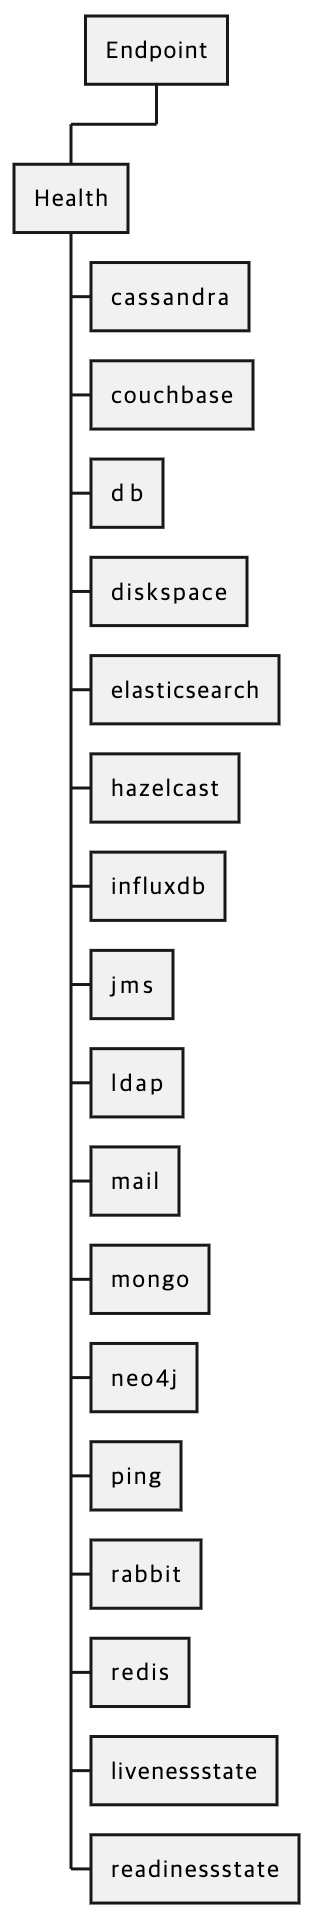 Endpoint
Health
cassandra
couchbase
db
diskspace
elasticsearch
hazelcast
influxdb
jms
ldap
mail
mongo
neo4j
ping
rabbit
redis
livenessstate
readinessstate